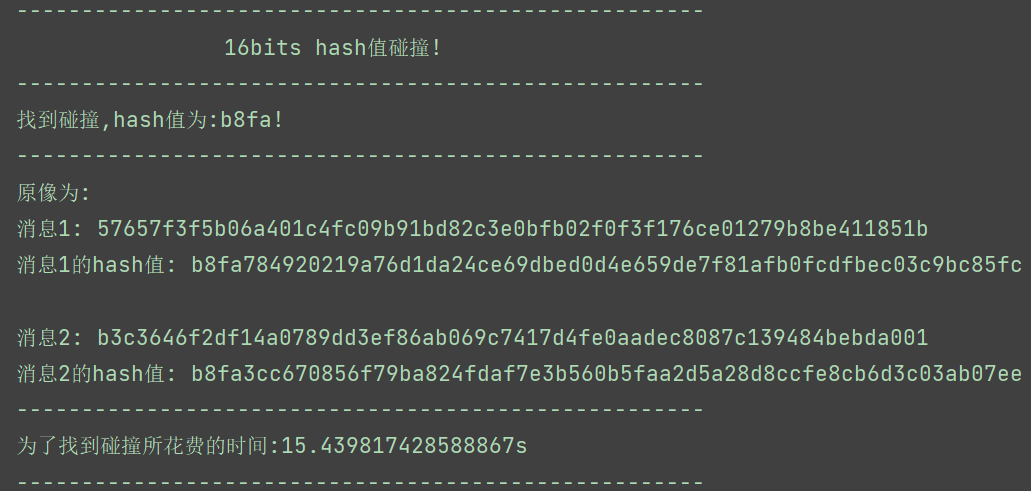 -----------------------------------------------------
16bits hash值碰撞!
-----------------------------------------------------
找到碰撞,hash值为:b8fa!
-----------------------------------------------------
原像为:
消息1: 57657f3f5b06a401c4fc09b91bd82c3e0bfb02f0f3f176ce01279b8be411851b
消息1的hash值: b8fa784920219a76d1da24ce69dbed0d4e659de7f81afb0fcdfbec03c9bc85fc
消息2: b3c3646f2df14a0789dd3ef86ab069c7417d4fe0aadec8087c139484bebda001
消息2的hash值: b8fa3cc670856f79ba824fdaf7e3b560b5faa2d5a28d8ccfe8cb6d3c03ab07ee
-----------------------------------------------------
为了找到碰撞所花费的时间:15.439817428588867s
-----------------------------------------------------